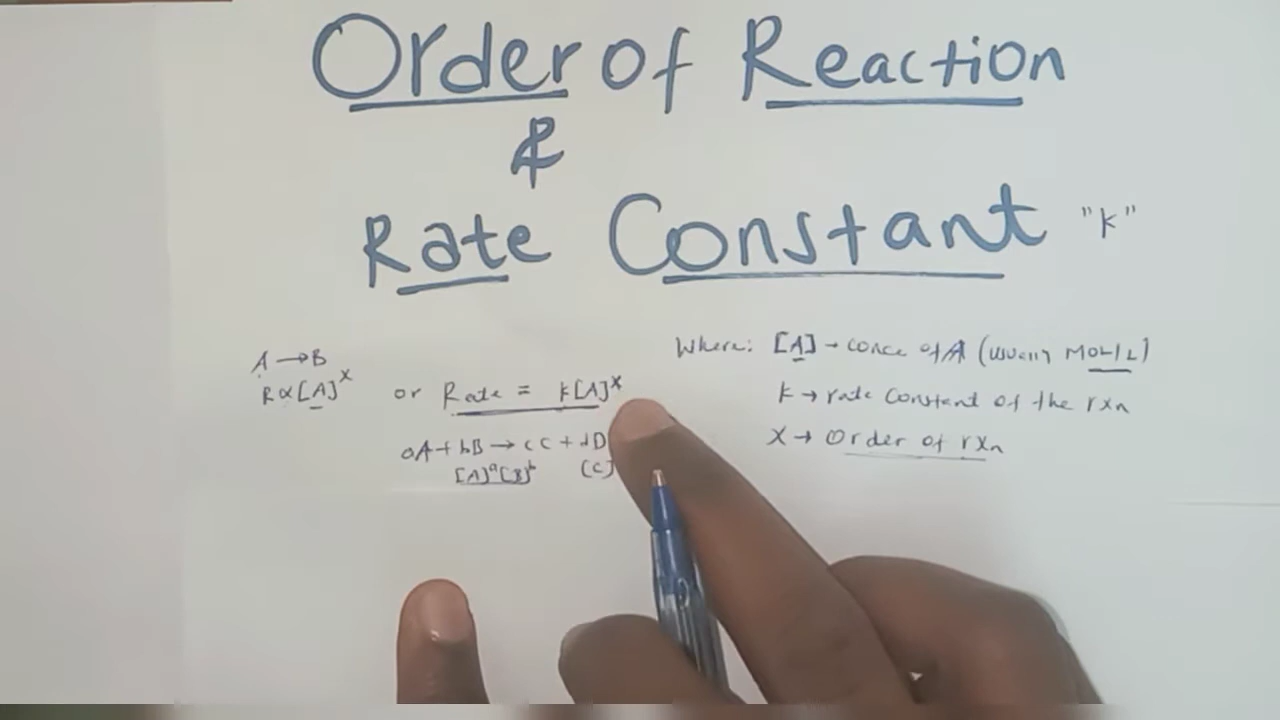 Order of Reaction
&
Rate Constant "k"
A → B
R ∝ [A]^x or Rate = k[A]^x
aA + bB → cC + dD
[A]^a [B]^b [C]
Where: [A] → conce of A (usually MOL/L)
k → rate constant of the rxn
x → Order of rxn